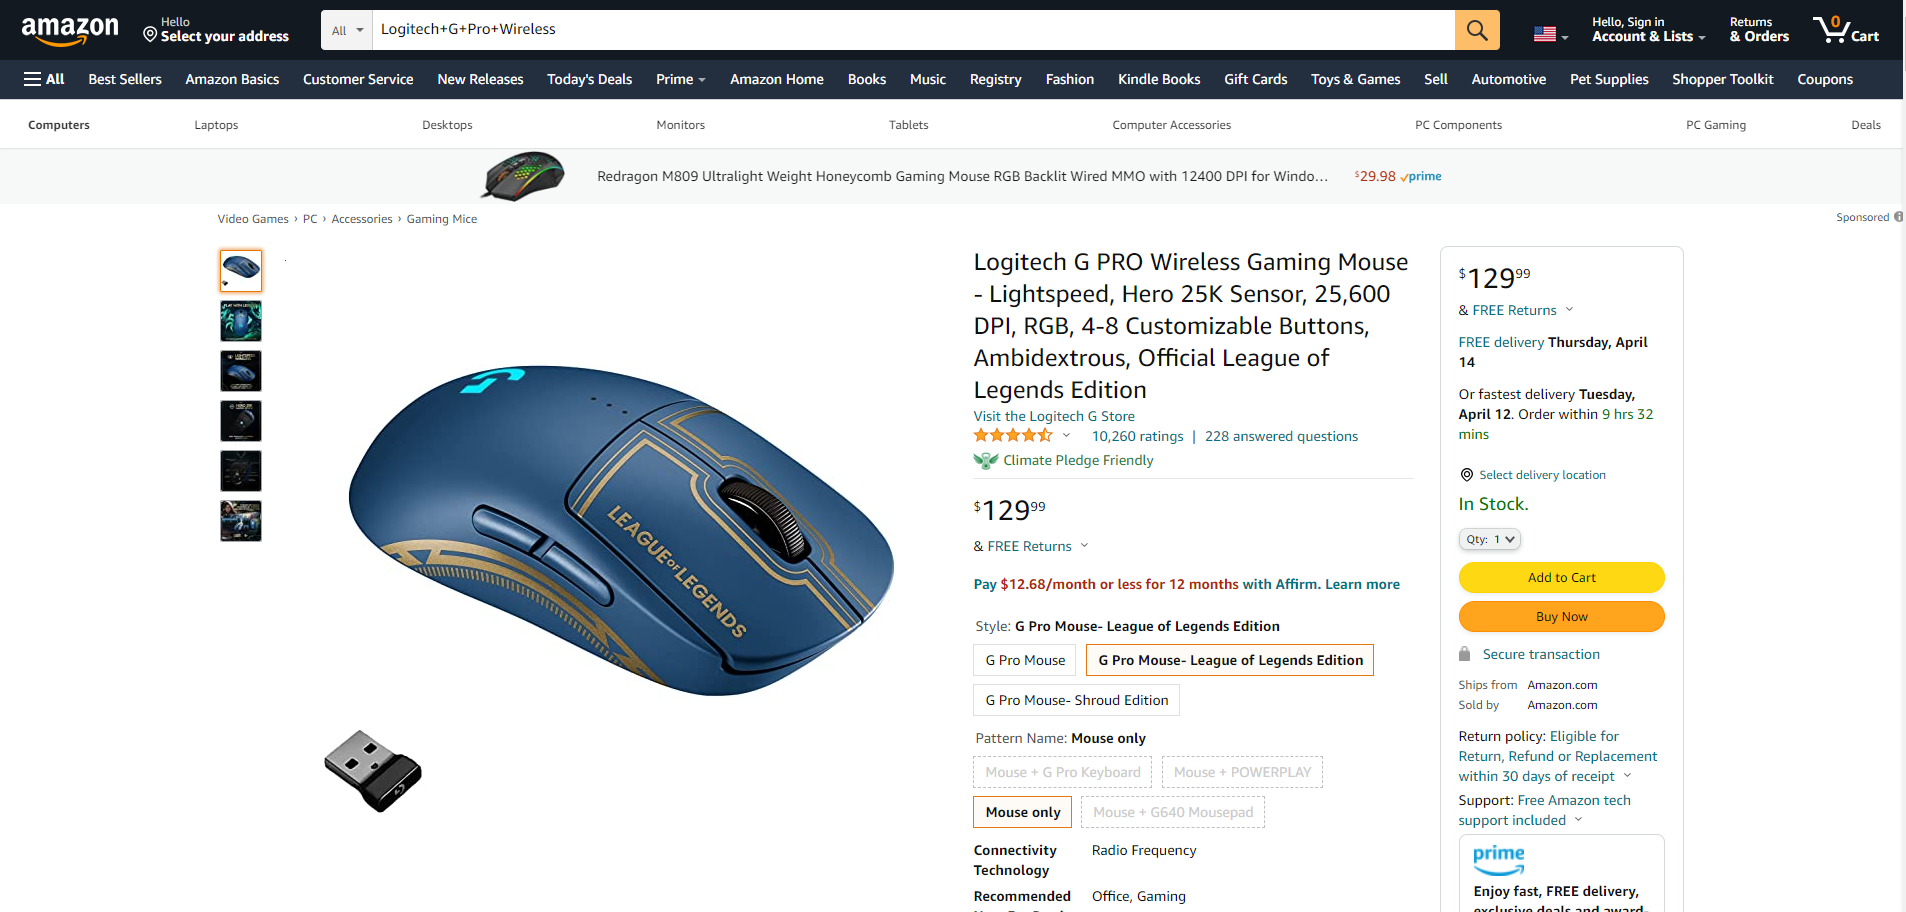 amazon
Hello
Select your address
All
Logitech+G+Pro+Wireless
Hello, Sign in
Account & Lists
Returns
& Orders
0
Cart
All
Best Sellers
Amazon Basics
Customer Service
New Releases
Today's Deals
Prime
Amazon Home
Books
Music
Registry
Fashion
Kindle Books
Gift Cards
Toys & Games
Sell
Automotive
Pet Supplies
Shopper Toolkit
Coupons
Computers
Laptops
Desktops
Monitors
Tablets
Computer Accessories
PC Components
PC Gaming
Deals
Redragon M809 Ultralight Weight Honeycomb Gaming Mouse RGB Backlit Wired MMO with 12400 DPI for Windo...
$29.98 prime
Video Games › PC › Accessories › Gaming Mice
Sponsored
LEAGUE OF LEGENDS
Logitech G PRO Wireless Gaming Mouse
- Lightspeed, Hero 25K Sensor, 25,600
DPI, RGB, 4-8 Customizable Buttons,
Ambidextrous, Official League of
Legends Edition
Visit the Logitech G Store
10,260 ratings | 228 answered questions
Climate Pledge Friendly
$129 99
& FREE Returns
Pay $12.68/month or less for 12 months with Affirm. Learn more
Style: G Pro Mouse- League of Legends Edition
G Pro Mouse
G Pro Mouse- League of Legends Edition
G Pro Mouse- Shroud Edition
Pattern Name: Mouse only
Mouse + G Pro Keyboard
Mouse + POWERPLAY
Mouse only
Mouse + G640 Mousepad
Connectivity
Technology
Radio Frequency
Recommended
Office, Gaming
$129 99
& FREE Returns
FREE delivery Thursday, April
14
Or fastest delivery Tuesday,
April 12. Order within 9 hrs 32
mins
Select delivery location
In Stock.
Qty: 1
Add to Cart
Buy Now
Secure transaction
Ships from Amazon.com
Sold by Amazon.com
Return policy: Eligible for
Return, Refund or Replacement
within 30 days of receipt
Support: Free Amazon tech
support included
prime
Enjoy fast, FREE delivery,
exclusive deals and award-